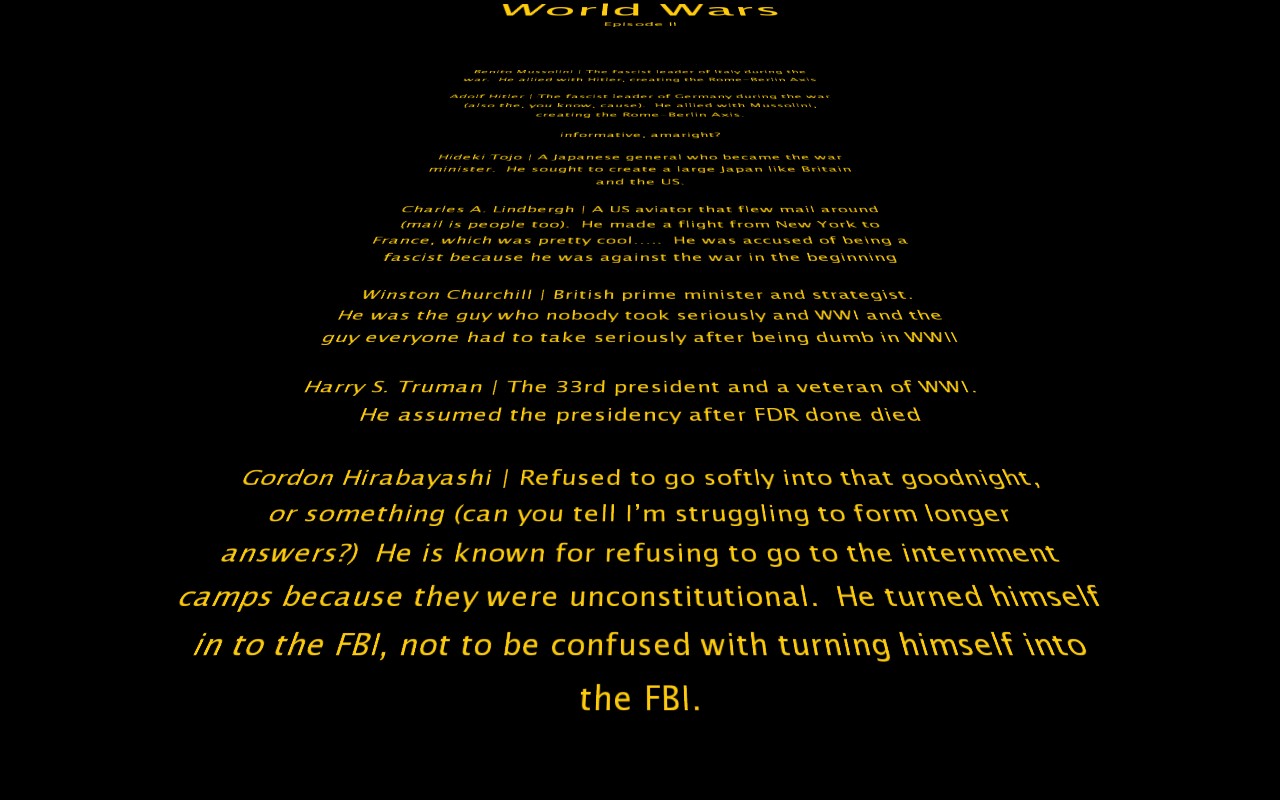 World Wars
Episode II
Benito Mussolini | The fascist leader of Italy during the
war.  He allied with Hitler, creating the Rome-Berlin Axis
Adolf Hitler | The fascist leader of Germany during the war
(also the, you know, cause).  He allied with Mussolini,
creating the Rome-Berlin Axis.
informative, amaright?
Hideki Tojo | A Japanese general who became the war
minister.  He sought to create a large Japan like Britain
and the US.
Charles A. Lindbergh | A US aviator that flew mail around
(mail is people too).  He made a flight from New York to
France, which was pretty cool.....  He was accused of being a
fascist because he was against the war in the beginning
Winston Churchill | British prime minister and strategist.
He was the guy who nobody took seriously and WWI and the
guy everyone had to take seriously after being dumb in WWII
Harry S. Truman | The 33rd president and a veteran of WWI.
He assumed the presidency after FDR done died
Gordon Hirabayashi | Refused to go softly into that goodnight,
or something (can you tell I’m struggling to form longer
answers?)  He is known for refusing to go to the internment
camps because they were unconstitutional.  He turned himself
in to the FBI, not to be confused with turning himself into
the FBI.